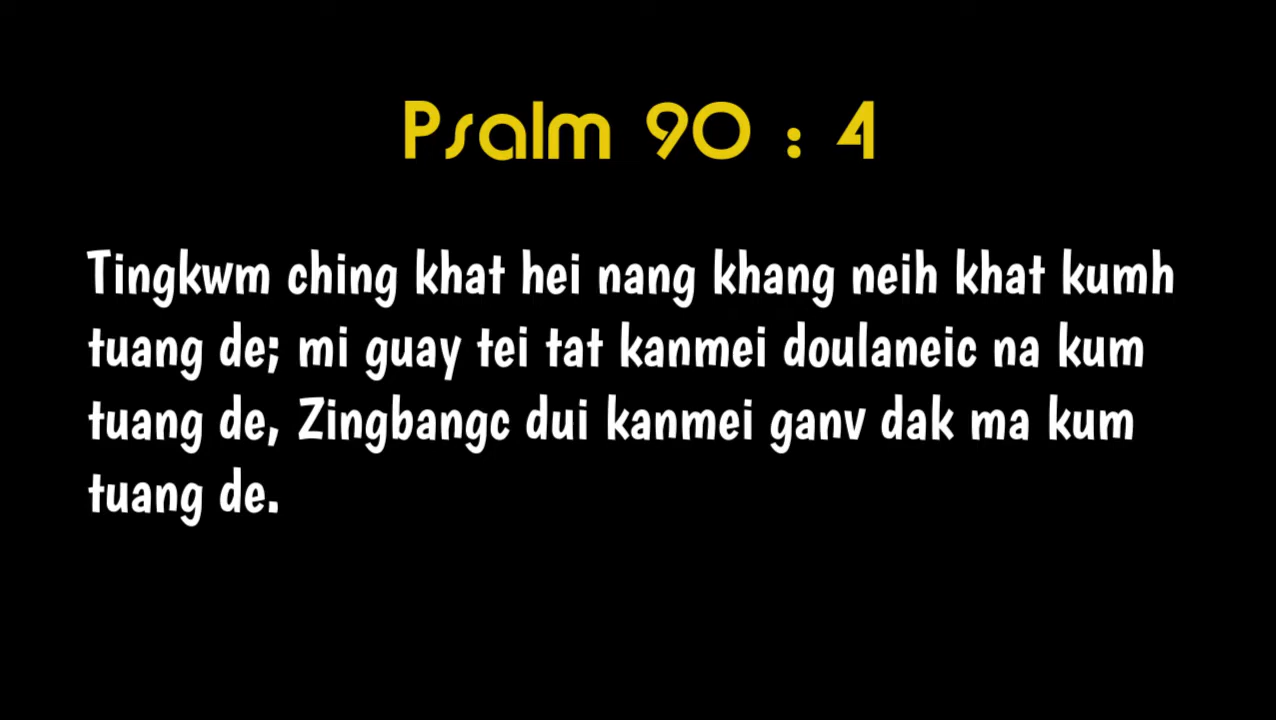 Psalm 90 : 4
Tingkwm ching khat hei nang khang neih khat kumh
tuang de; mi guay tei tat kanmei doulaneic na kum
tuang de, Zingbangc dui kanmei ganv dak ma kum
tuang de.